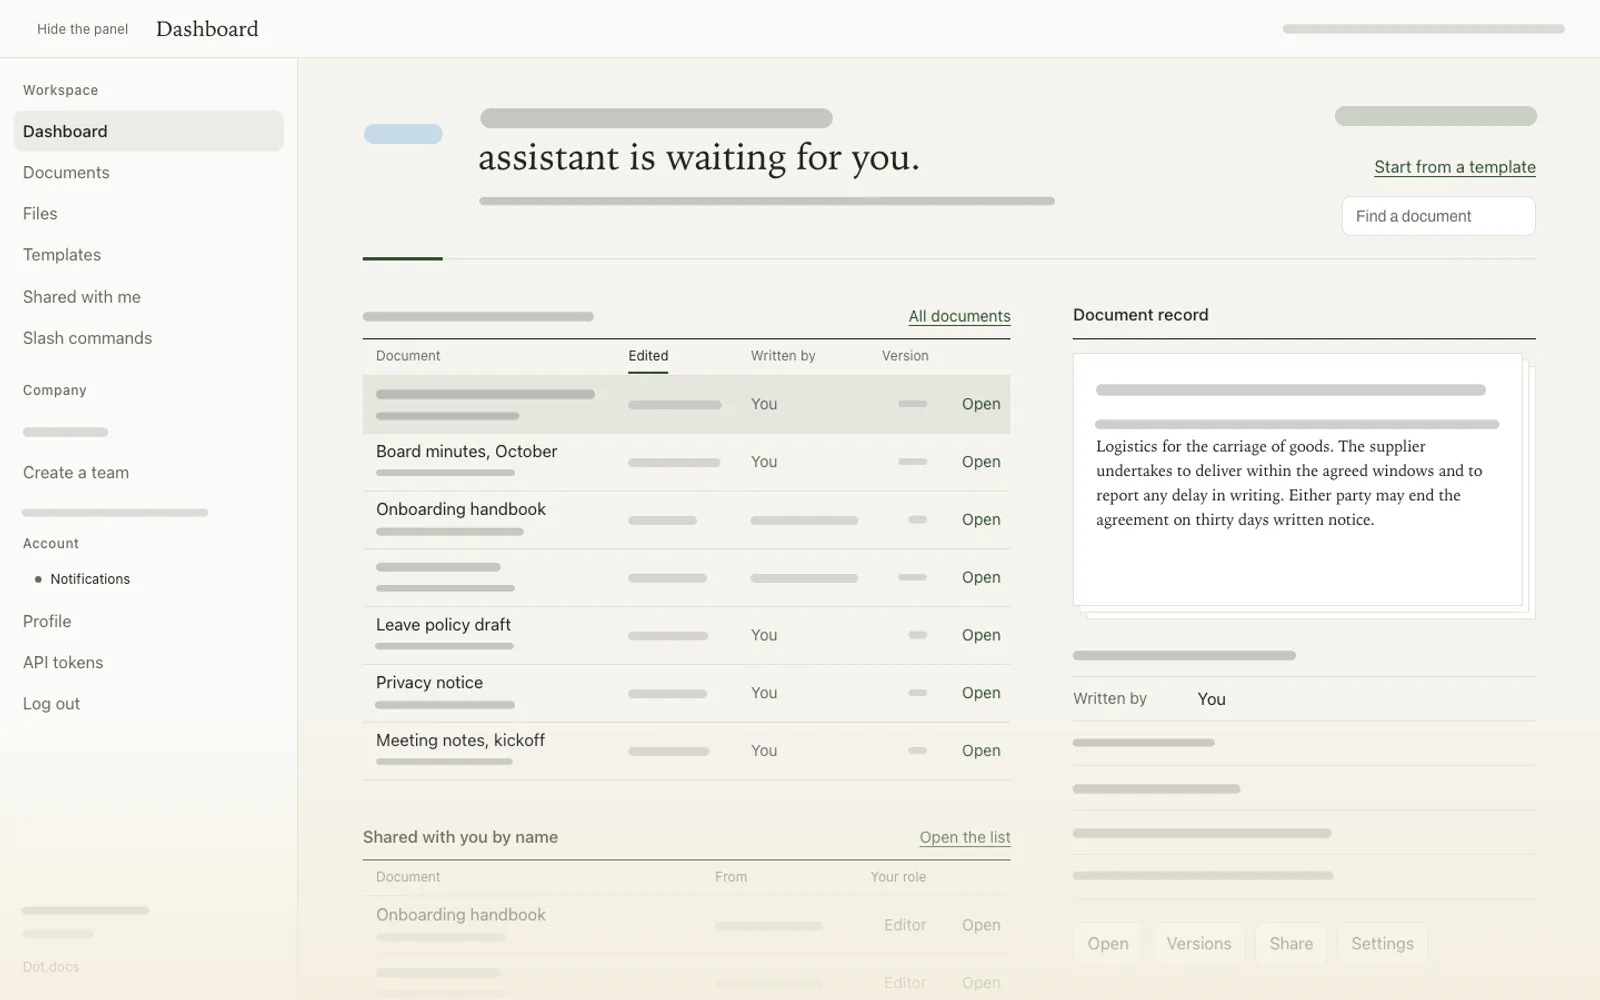 Hide the panel
Dashboard
Workspace
Dashboard
Documents
Files
Templates
Shared with me
Slash commands
Company
Create a team
Account
Notifications
Profile
API tokens
Log out
Dot.docs
assistant is waiting for you.
Start from a template
Find a document
All documents
Document Edited Written by Version
You Open
Board minutes, October You Open
Onboarding handbook Open
Open
Leave policy draft You Open
Privacy notice You Open
Meeting notes, kickoff You Open
Shared with you by name Open the list
Document From Your role
Onboarding handbook Editor Open
Editor Open
Document record
Logistics for the carriage of goods. The supplier
undertakes to deliver within the agreed windows and to
report any delay in writing. Either party may end the
agreement on thirty days written notice.
Written by You
Open Versions Share Settings